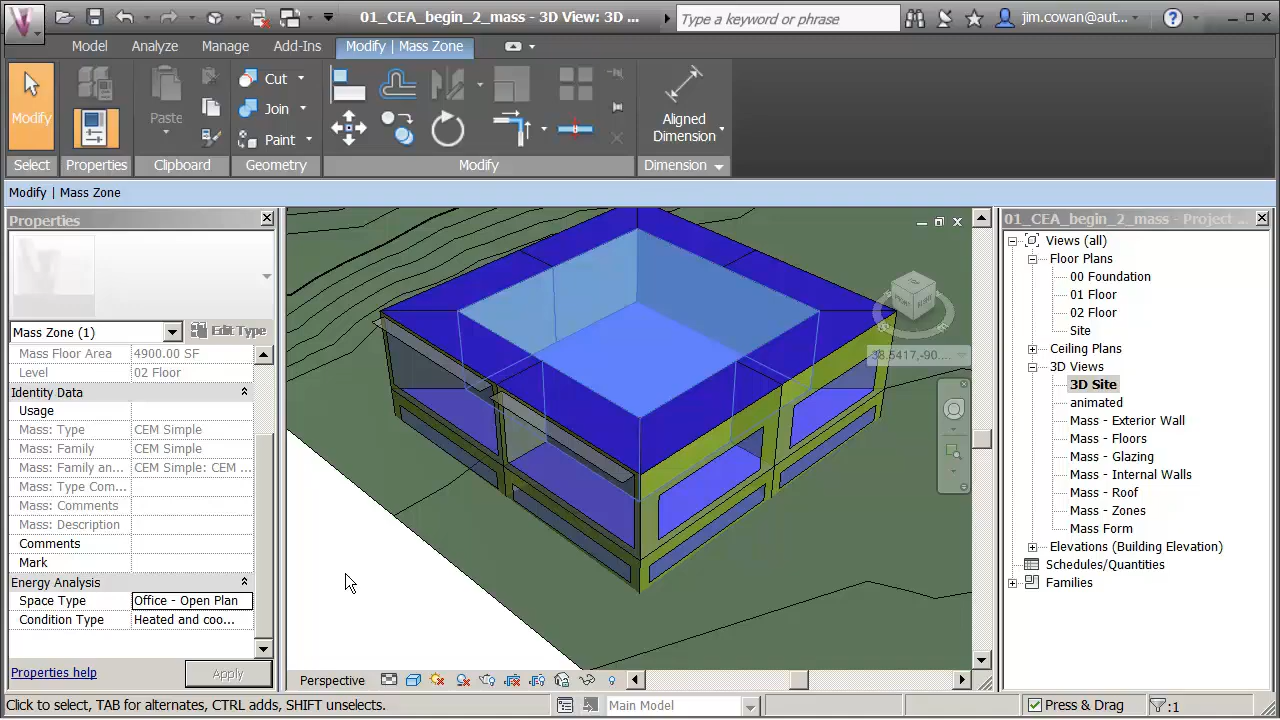 01_CEA_begin_2_mass - 3D View: 3D ...
Type a keyword or phrase
jim.cowan@aut...
Model
Analyze
Manage
Add-Ins
Modify | Mass Zone
Modify
Paste
Cut
Join
Paint
Aligned
Dimension
Select
Properties
Clipboard
Geometry
Modify
Dimension
Modify | Mass Zone
Properties
Mass Zone (1)
Edit Type
Mass Floor Area
4900.00 SF
Level
02 Floor
Identity Data
Usage
Mass: Type
CEM Simple
Mass: Family
CEM Simple
Mass: Family an...
CEM Simple: CEM ...
Mass: Type Com...
Mass: Comments
Mass: Description
Comments
Mark
Energy Analysis
Space Type
Office - Open Plan
Condition Type
Heated and coo...
Properties help
Apply
38.5417,-90....
Perspective
01_CEA_begin_2_mass - Project ...
Views (all)
Floor Plans
00 Foundation
01 Floor
02 Floor
Site
Ceiling Plans
3D Views
3D Site
animated
Mass - Exterior Wall
Mass - Floors
Mass - Glazing
Mass - Internal Walls
Mass - Roof
Mass - Zones
Mass Form
Elevations (Building Elevation)
Schedules/Quantities
Families
Click to select, TAB for alternates, CTRL adds, SHIFT unselects.
Main Model
Press & Drag
:1